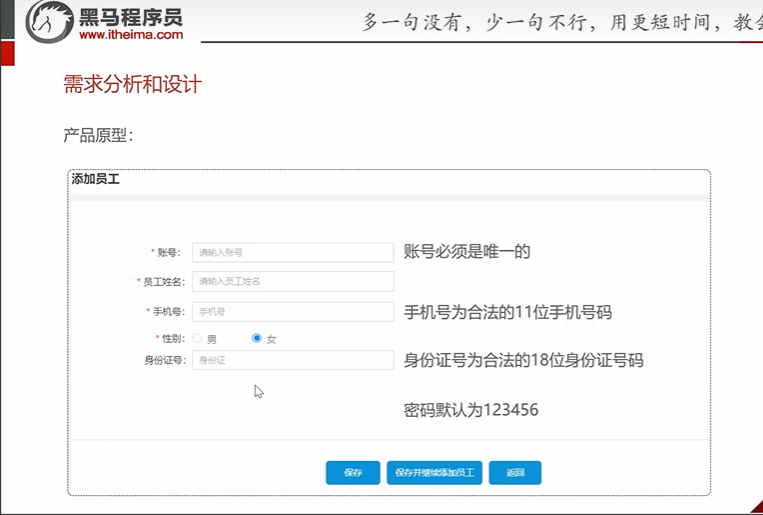 黑马程序员
www.itheima.com
多一句没有，少一句不行，用更短时间，教会
需求分析和设计
产品原型：
添加员工
* 账号： 请输入账号 账号必须是唯一的
* 员工姓名： 请输入员工姓名
* 手机号： 手机号 手机号为合法的11位手机号码
* 性别： 男 女
身份证号： 身份证 身份证号为合法的18位身份证号码
密码默认为123456
保存 保存并继续添加员工 返回